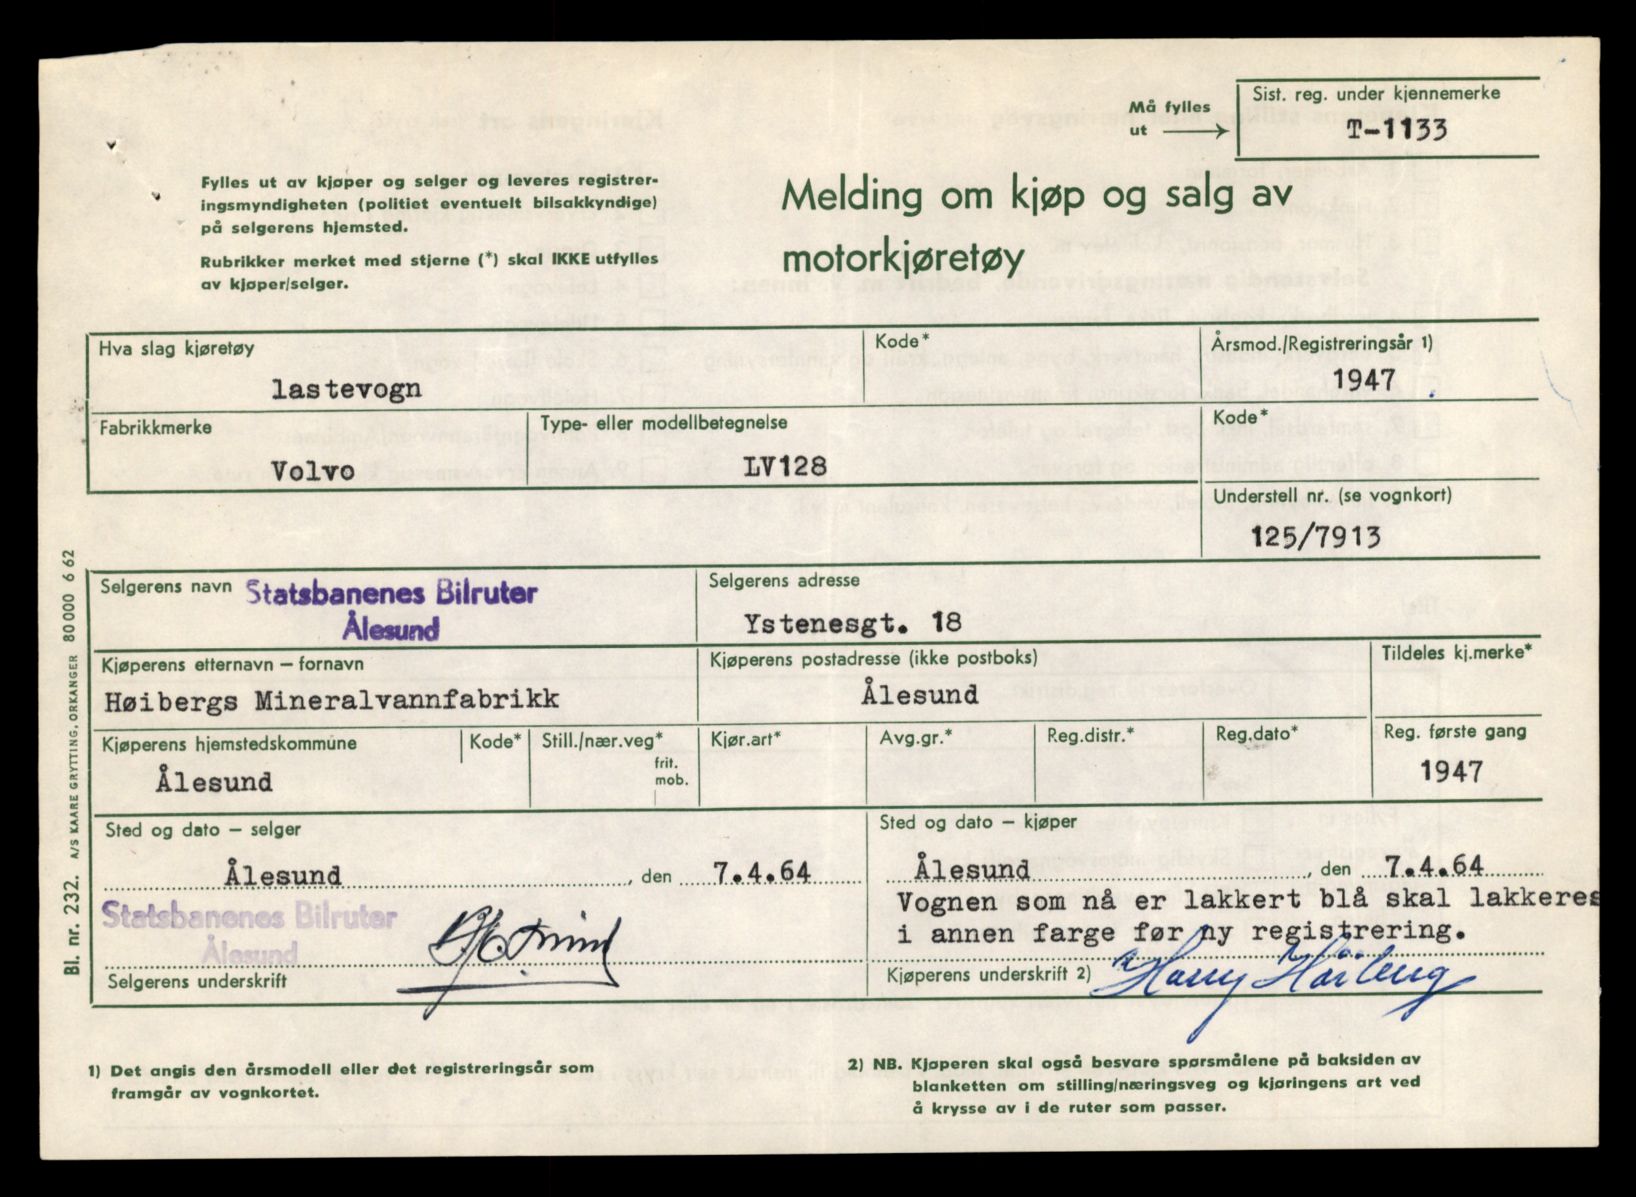 Må fylles
ut
Sist. reg. under kjennemerke
T-1133
Fylles ut av kjøper og selger og leveres registrer-
ingsmyndigheten (politiet eventuelt bilsakkyndige)
på selgerens hjemsted.
Rubrikker merket med stjerne (*) skal IKKE utfylles
av kjøper/selger.
Melding om kjøp og salg av
motorkjøretøy
Hva slag kjøretøy
lastevogn
Kode*
Årsmod./Registreringsår 1)
1947
Fabrikkmerke
Volvo
Type- eller modellbetegnelse
LV128
Kode*
Understell nr. (se vognkort)
125/7913
Selgerens navn
Statsbanenes Bilruter
Ålesund
Selgerens adresse
Ystenesgt. 18
Kjøperens etternavn – fornavn
Høibergs Mineralvannfabrikk
Kjøperens postadresse (ikke postboks)
Ålesund
Tildeles kj.merke*
Kjøperens hjemstedskommune
Ålesund
Kode*
Still./nær.veg*
frit.
mob.
Kjør.art*
Avg.gr.*
Reg.distr.*
Reg.dato*
Reg. første gang
1947
Sted og dato – selger
Ålesund, den 7.4.64
Statsbanenes Bilruter
Ålesund
Selgerens underskrift
Sted og dato – kjøper
Ålesund, den 7.4.64
Vognen som nå er lakkert blå skal lakkeres
i annen farge før ny registrering.
Kjøperens underskrift 2) Harry Høiberg
1) Det angis den årsmodell eller det registreringsår som
framgår av vognkortet.
2) NB. Kjøperen skal også besvare spørsmålene på baksiden av
blanketten om stilling/næringsveg og kjøringens art ved
å krysse av i de ruter som passer.
Bl. nr. 232. A/S KAARE GRYTTING, ORKANGER 80000 6 62